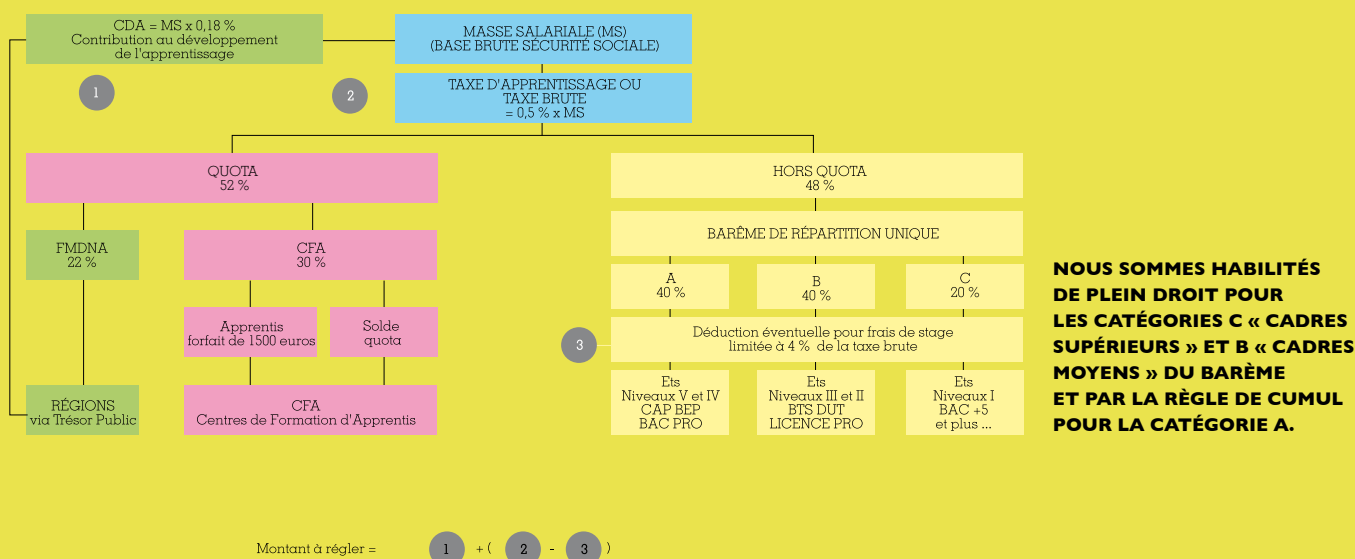 CDA = MS x 0,18 %
Contribution au développement
de l'apprentissage
MASSE SALARIALE (MS)
(BASE BRUTE SÉCURITÉ SOCIALE)
1
2
TAXE D'APPRENTISSAGE OU
TAXE BRUTE
= 0,5 % x MS
QUOTA
52 %
HORS QUOTA
48 %
FMDNA
22 %
CFA
30 %
BARÊME DE RÉPARTITION UNIQUE
A
40 %
B
40 %
C
20 %
Apprentis
forfait de 1500 euros
Solde
quota
3
Déduction éventuelle pour frais de stage
limitée à 4 % de la taxe brute
RÉGIONS
via Trésor Public
CFA
Centres de Formation d'Apprentis
Ets
Niveaux V et IV
CAP BEP
BAC PRO
Ets
Niveaux III et II
BTS DUT
LICENCE PRO
Ets
Niveaux I
BAC +5
et plus ...
NOUS SOMMES HABILITÉS
DE PLEIN DROIT POUR
LES CATÉGORIES C « CADRES
SUPÉRIEURS » ET B « CADRES
MOYENS » DU BARÈME
ET PAR LA RÈGLE DE CUMUL
POUR LA CATÉGORIE A.
Montant à régler = 1 + ( 2 - 3 )